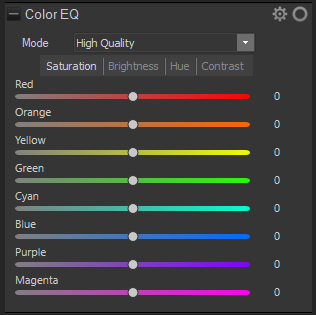 Color EQ
Mode High Quality
Saturation Brightness Hue Contrast
Red
0
Orange
0
Yellow
0
Green
0
Cyan
0
Blue
0
Purple
0
Magenta
0